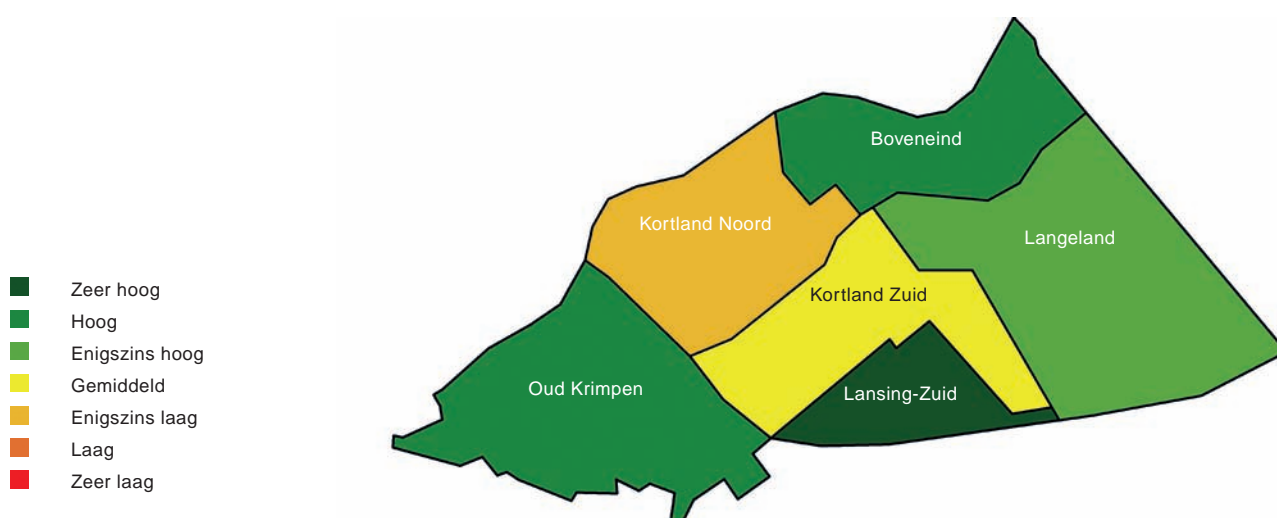 Boveneind
Kortland Noord
Langeland
Kortland Zuid
Oud Krimpen
Lansing-Zuid
Zeer hoog
Hoog
Enigszins hoog
Gemiddeld
Enigszins laag
Laag
Zeer laag